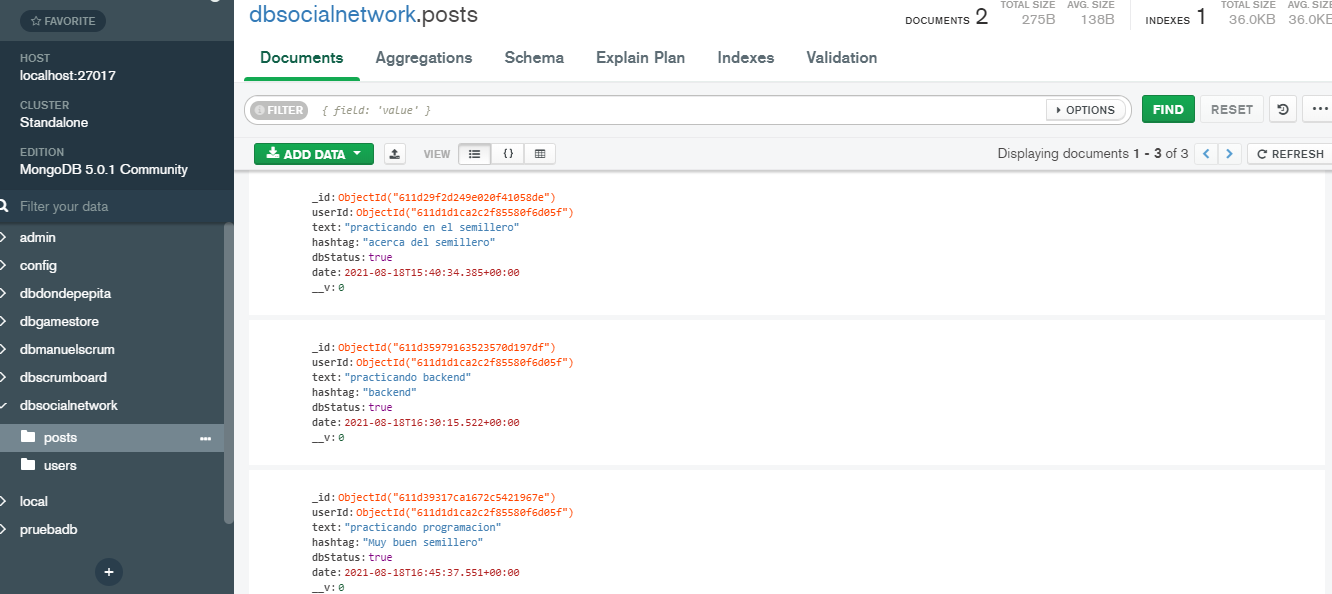 FAVORITE
HOST
localhost:27017
CLUSTER
Standalone
EDITION
MongoDB 5.0.1 Community
Filter your data
admin
config
dbdondepepita
dbgamestore
dbmanuelscrum
dbscrumboard
dbsocialnetwork
posts
users
local
pruebadb
+
dbsocialnetwork.posts
DOCUMENTS 2 TOTAL SIZE 275B AVG. SIZE 138B INDEXES 1 TOTAL SIZE 36.0KB AVG. SIZE 36.0KB
Documents Aggregations Schema Explain Plan Indexes Validation
FILTER { field: 'value' } OPTIONS FIND RESET ...
ADD DATA VIEW {} Displaying documents 1 - 3 of 3 < > REFRESH
_id: ObjectId("611d29f2d249e020f41058de")
userId: ObjectId("611d1d1ca2c2f85580f6d05f")
text: "practicando en el semillero"
hashtag: "acerca del semillero"
dbStatus: true
date: 2021-08-18T15:40:34.385+00:00
__v: 0
_id: ObjectId("611d35979163523570d197df")
userId: ObjectId("611d1d1ca2c2f85580f6d05f")
text: "practicando backend"
hashtag: "backend"
dbStatus: true
date: 2021-08-18T16:30:15.522+00:00
__v: 0
_id: ObjectId("611d39317ca1672c5421967e")
userId: ObjectId("611d1d1ca2c2f85580f6d05f")
text: "practicando programacion"
hashtag: "Muy buen semillero"
dbStatus: true
date: 2021-08-18T16:45:37.551+00:00
__v: 0